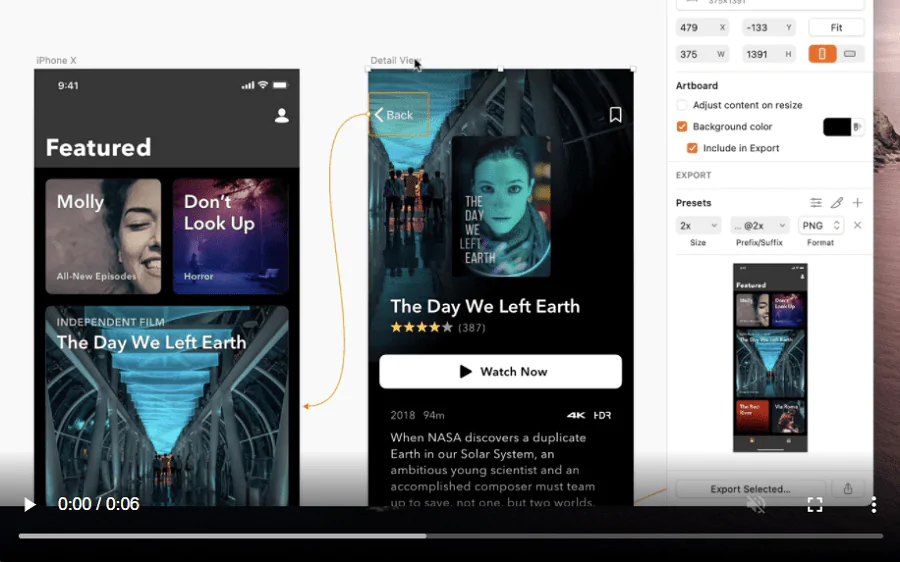 375x1391
479 X
-133 Y
Fit
375 W
1391 H
iPhone X
Detail View
9:41
Featured
Molly
All-New Episodes
Don't
Look Up
Horror
INDEPENDENT FILM
The Day We Left Earth
Back
THE
DAY
WE
LEFT
EARTH
The Day We Left Earth
(387)
Watch Now
2018 94m
4K HDR
When NASA discovers a duplicate
Earth in our Solar System, an
ambitious young scientist and an
accomplished composer must team
up to save, not one, but two worlds.
Artboard
Adjust content on resize
Background color
Include in Export
EXPORT
Presets
2x
... @2x
PNG
Size
Prefix/Suffix
Format
Featured
Molly
Don't
Look Up
The Day We Left Earth
The Red
River
Via Roma
Export Selected...
0:00 / 0:06